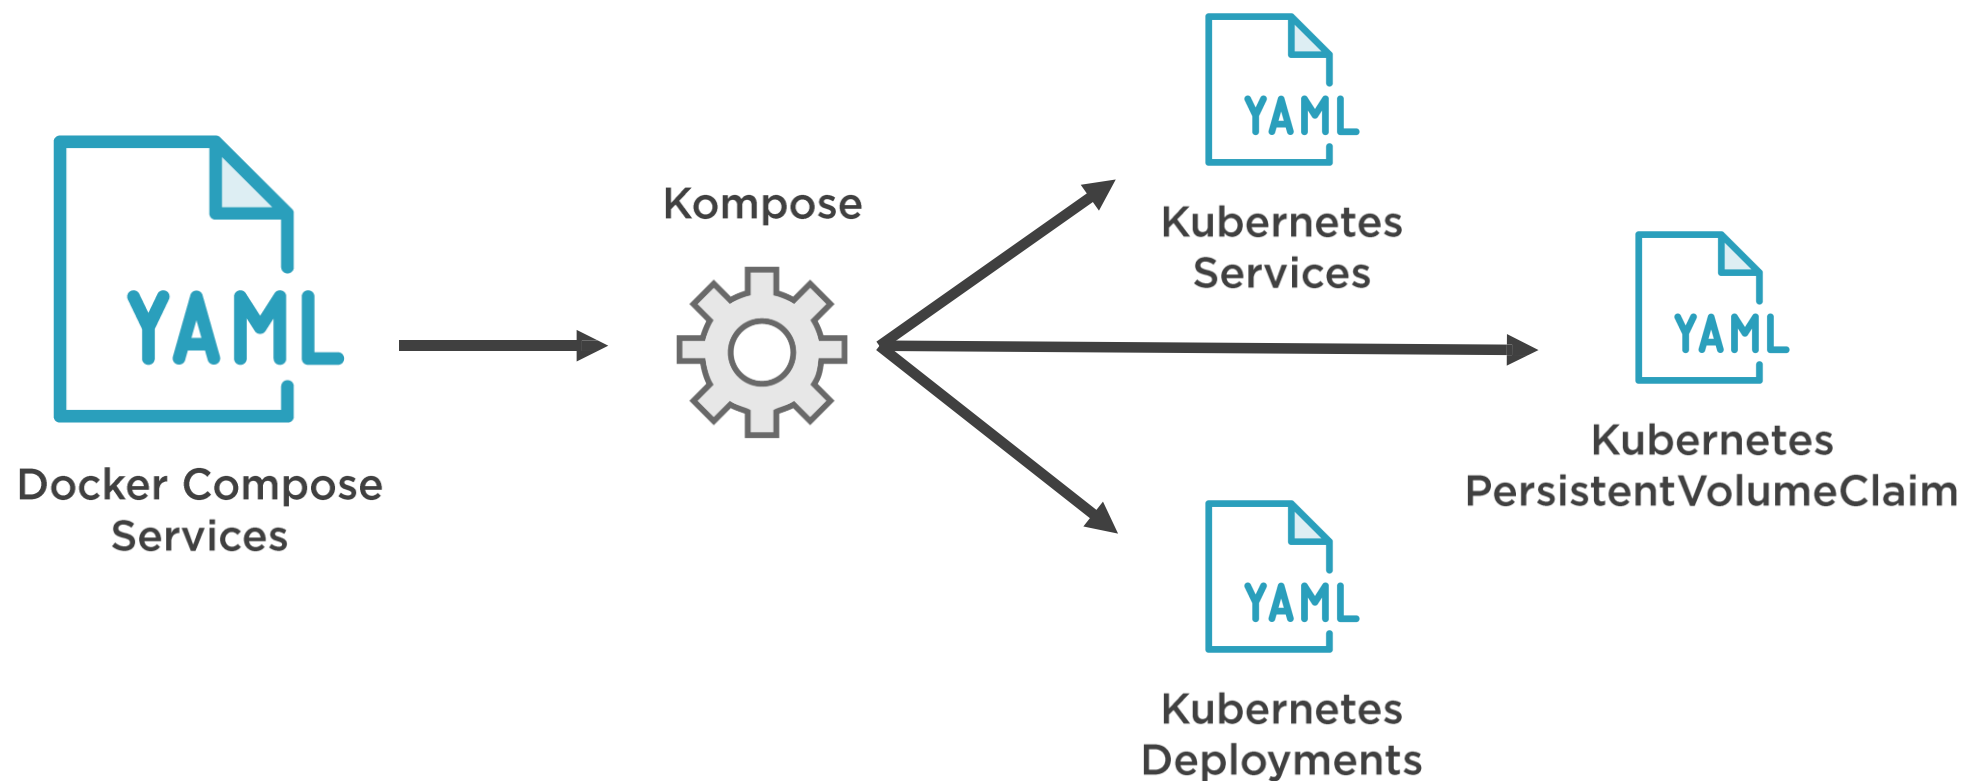 YAML
Docker Compose
Services
Kompose
YAML
Kubernetes
Services
YAML
Kubernetes
PersistentVolumeClaim
YAML
Kubernetes
Deployments